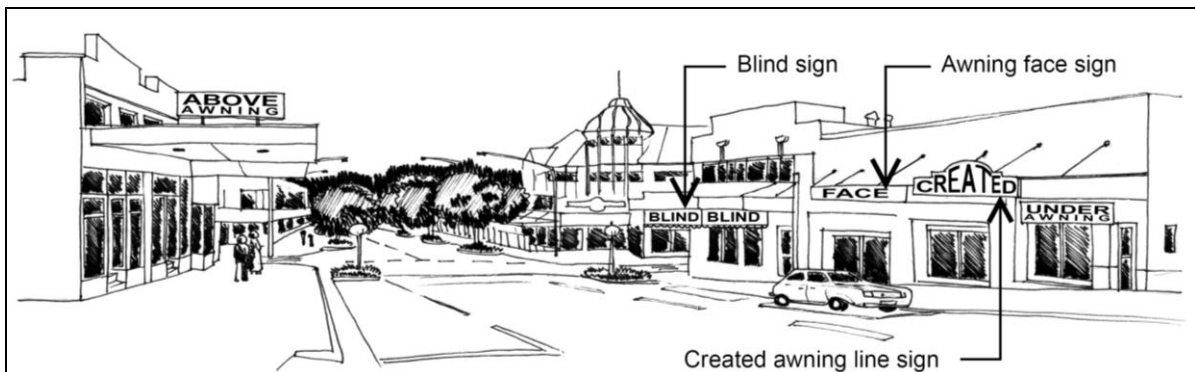 Blind sign
Awning face sign
ABOVE
AWNING
FACE
CREATED
BLIND BLIND
UNDER
AWNING
Created awning line sign